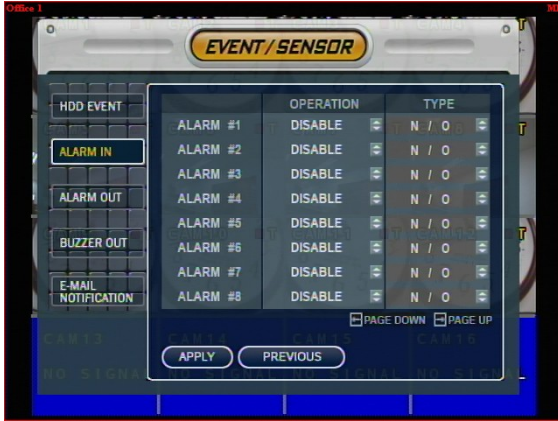 Office 1
EVENT / SENSOR
HDD EVENT
ALARM IN
ALARM OUT
BUZZER OUT
E-MAIL
NOTIFICATION
OPERATION TYPE
ALARM #1 DISABLE N / O
ALARM #2 DISABLE N / O
ALARM #3 DISABLE N / O
ALARM #4 DISABLE N / O
ALARM #5 DISABLE N / O
ALARM #6 DISABLE N / O
ALARM #7 DISABLE N / O
ALARM #8 DISABLE N / O
PAGE DOWN PAGE UP
APPLY PREVIOUS
CAM13 CAM14 CAM15 CAM16
NO SIGNAL NO SIGNAL NO SIGNAL NO SIGNAL